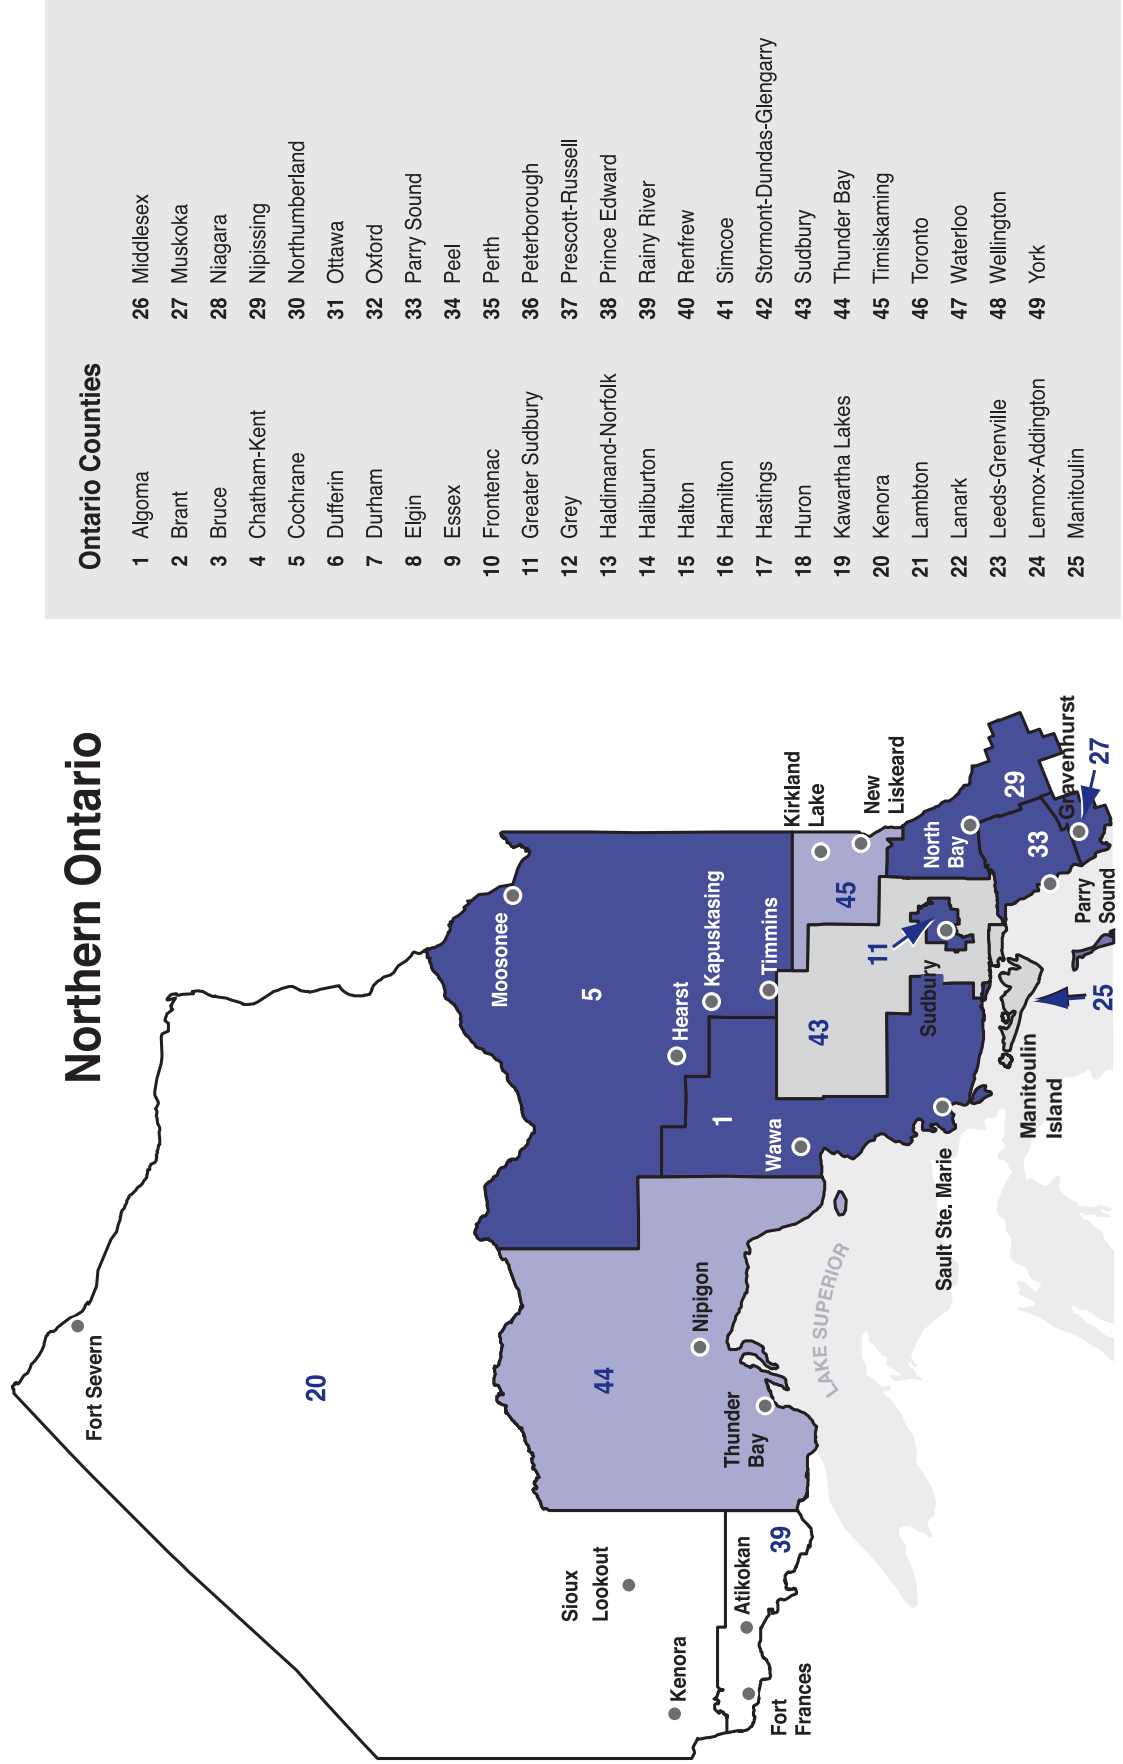 Northern Ontario
Fort Severn
20
Moosonee
5
Hearst
Kapuskasing
Timmins
Kirkland
Lake
New
Liskeard
45
44
Nipigon
Thunder
Bay
1
Wawa
43
11
Sudbury
North
Bay
29
33
Gravenhurst
27
Parry
Sound
25
Manitoulin
Island
Sault Ste. Marie
LAKE SUPERIOR
Sioux
Lookout
Kenora
Atikokan
39
Fort
Frances
Ontario Counties
1 Algoma
2 Brant
3 Bruce
4 Chatham-Kent
5 Cochrane
6 Dufferin
7 Durham
8 Elgin
9 Essex
10 Frontenac
11 Greater Sudbury
12 Grey
13 Haldimand-Norfolk
14 Haliburton
15 Halton
16 Hamilton
17 Hastings
18 Huron
19 Kawartha Lakes
20 Kenora
21 Lambton
22 Lanark
23 Leeds-Grenville
24 Lennox-Addington
25 Manitoulin
26 Middlesex
27 Muskoka
28 Niagara
29 Nipissing
30 Northumberland
31 Ottawa
32 Oxford
33 Parry Sound
34 Peel
35 Perth
36 Peterborough
37 Prescott-Russell
38 Prince Edward
39 Rainy River
40 Renfrew
41 Simcoe
42 Stormont-Dundas-Glengarry
43 Sudbury
44 Thunder Bay
45 Timiskaming
46 Toronto
47 Waterloo
48 Wellington
49 York